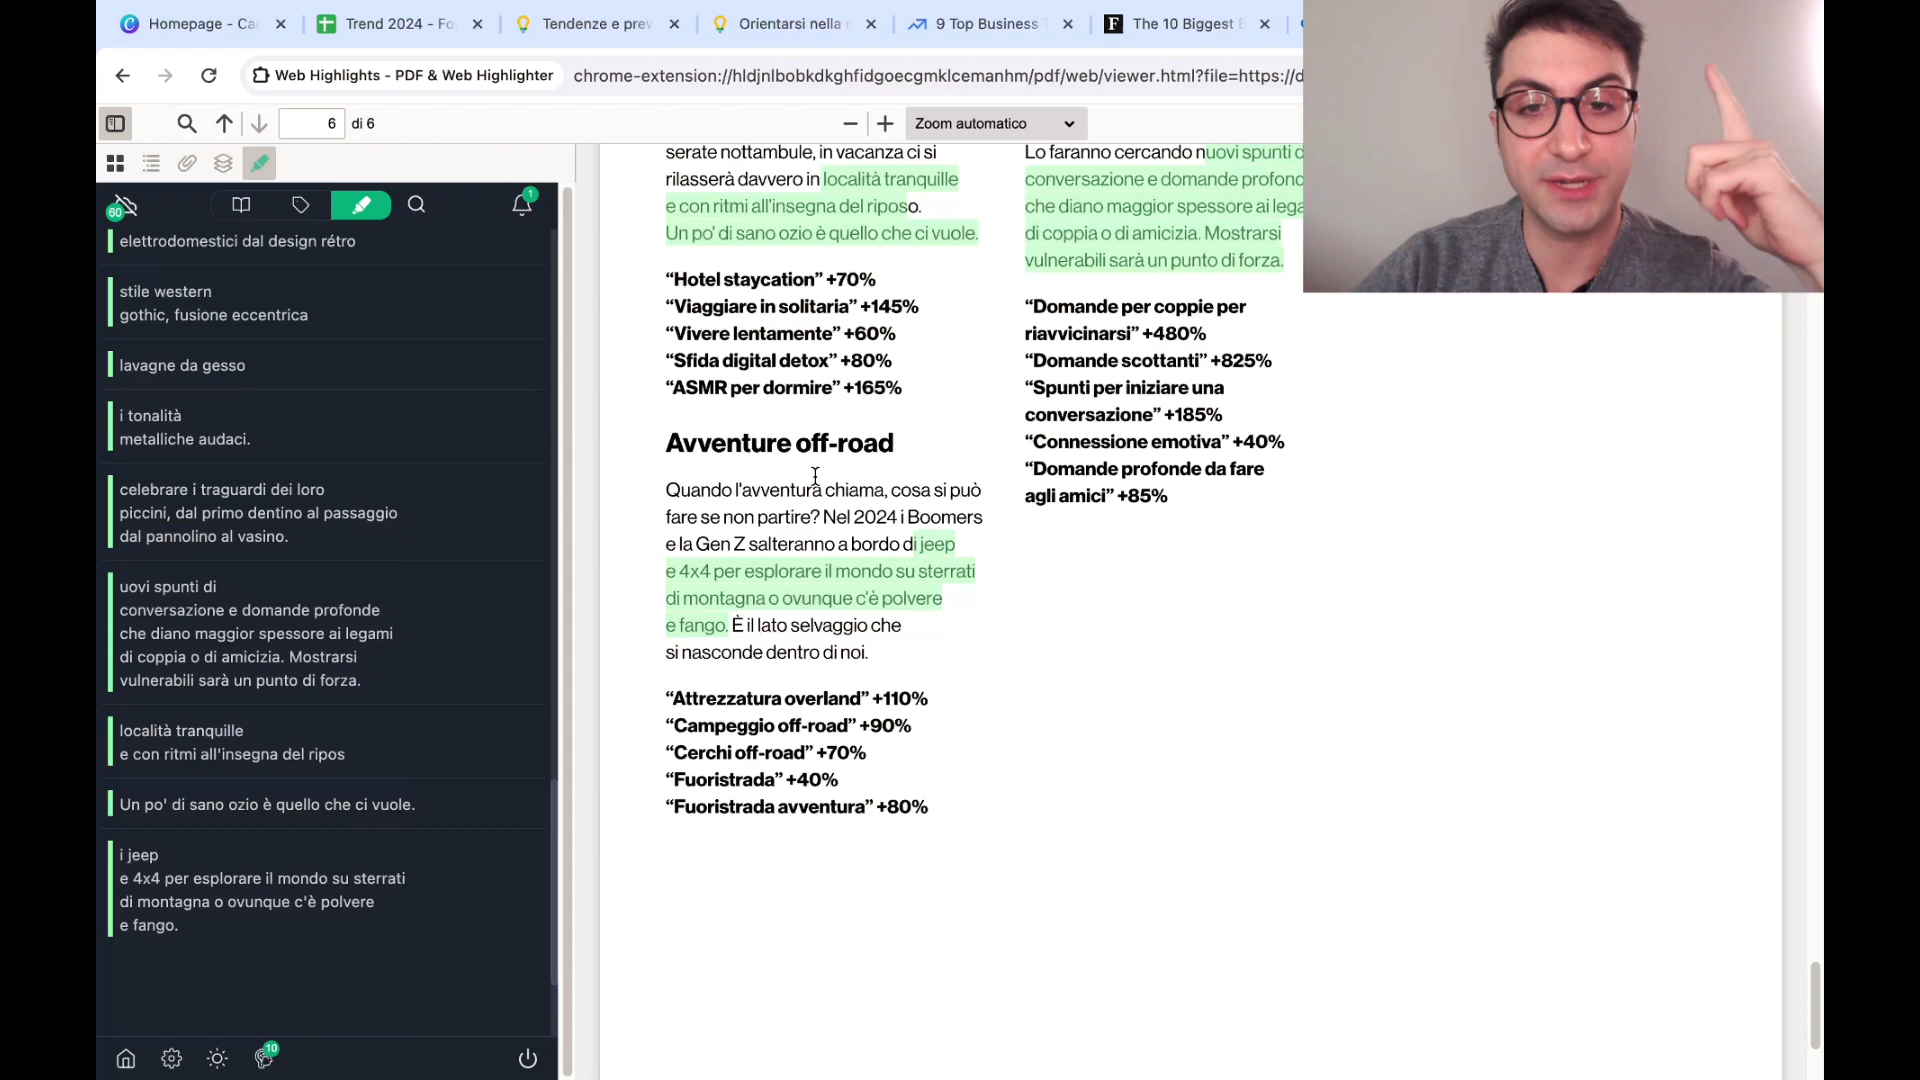 Homepage - Ca
Trend 2024 - Fo
Tendenze e prev
Orientarsi nella
9 Top Business
The 10 Biggest
Web Highlights - PDF & Web Highlighter
chrome-extension://hldjnlbobkdkghfidgoecgmklcemanhm/pdf/web/viewer.html?file=https://d
6 di 6
Zoom automatico
60
1
elettrodomestici dal design rétro
stile western
gothic, fusione eccentrica
lavagne da gesso
i tonalità
metalliche audaci.
celebrare i traguardi dei loro
piccini, dal primo dentino al passaggio
dal pannolino al vasino.
uovi spunti di
conversazione e domande profonde
che diano maggior spessore ai legami
di coppia o di amicizia. Mostrarsi
vulnerabili sarà un punto di forza.
località tranquille
e con ritmi all'insegna del ripos
Un po' di sano ozio è quello che ci vuole.
i jeep
e 4x4 per esplorare il mondo su sterrati
di montagna o ovunque c'è polvere
e fango.
10
serate nottambule, in vacanza ci si
rilasserà davvero in località tranquille
e con ritmi all'insegna del riposo.
Un po' di sano ozio è quello che ci vuole.
“Hotel staycation” +70%
“Viaggiare in solitaria” +145%
“Vivere lentamente” +60%
“Sfida digital detox” +80%
“ASMR per dormire” +165%
Avventure off-road
Quando l'avventura chiama, cosa si può
fare se non partire? Nel 2024 i Boomers
e la Gen Z salteranno a bordo di jeep
e 4x4 per esplorare il mondo su sterrati
di montagna o ovunque c'è polvere
e fango. È il lato selvaggio che
si nasconde dentro di noi.
“Attrezzatura overland” +110%
“Campeggio off-road” +90%
“Cerchi off-road” +70%
“Fuoristrada” +40%
“Fuoristrada avventura” +80%
Lo faranno cercando nuovi spunti d
conversazione e domande profond
che diano maggior spessore ai lega
di coppia o di amicizia. Mostrarsi
vulnerabili sarà un punto di forza.
“Domande per coppie per
riavvicinarsi” +480%
“Domande scottanti” +825%
“Spunti per iniziare una
conversazione” +185%
“Connessione emotiva” +40%
“Domande profonde da fare
agli amici” +85%